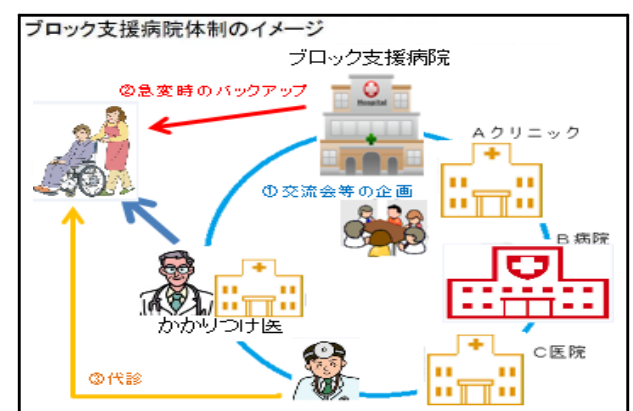 ブロック支援病院体制のイメージ
ブロック支援病院
②急変時のバックアップ
Hospital
Aクリニック
①交流会等の企画
B病院
かかりつけ医
C医院
③代診